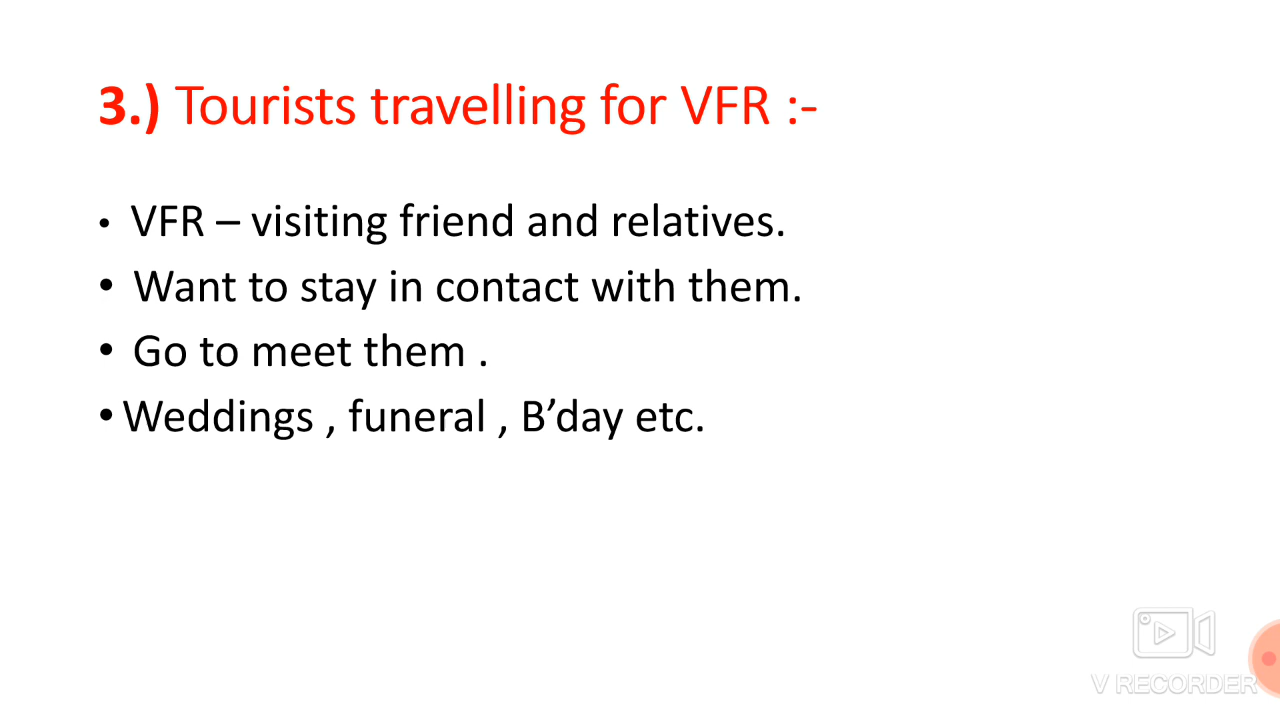 3.) Tourists travelling for VFR :-
• VFR – visiting friend and relatives.
• Want to stay in contact with them.
• Go to meet them .
• Weddings , funeral , B’day etc.
V RECORDER